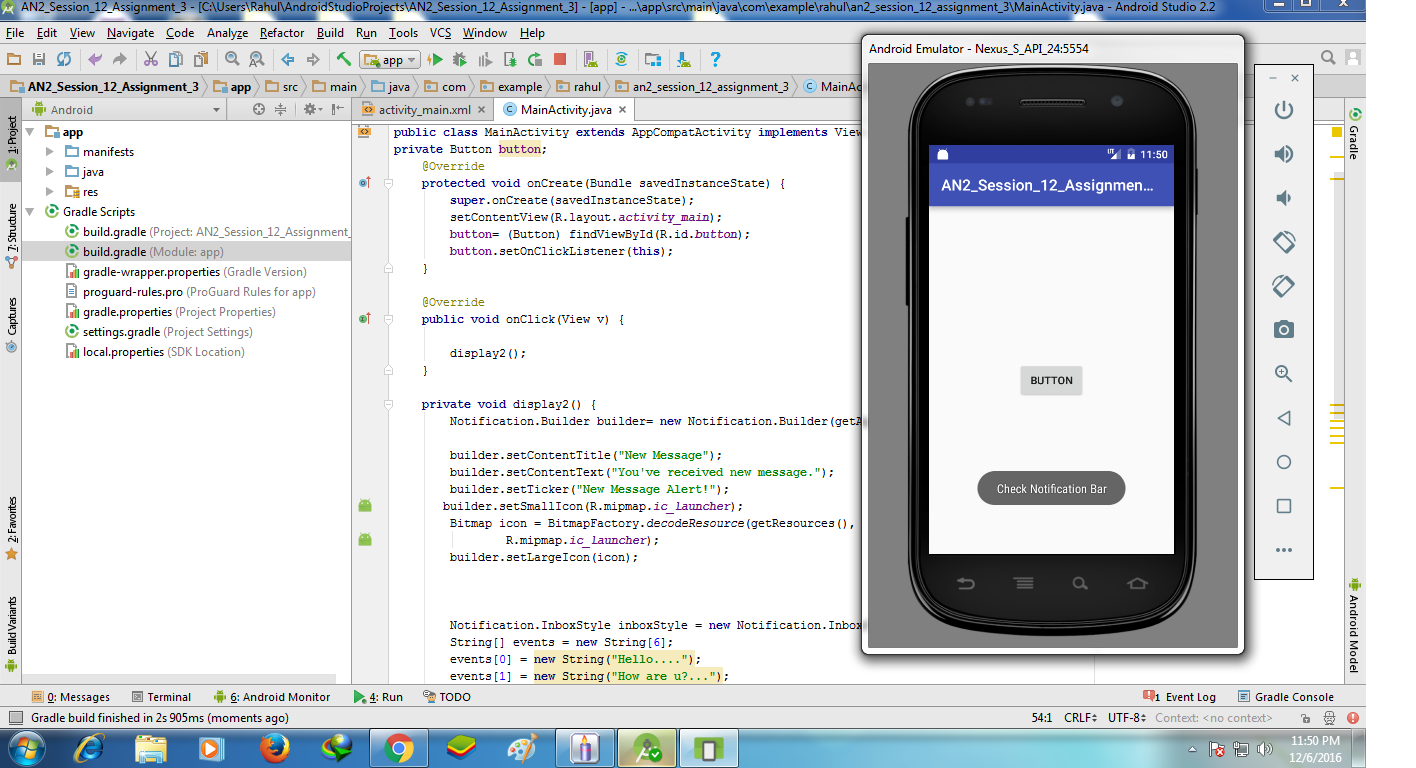 AN2_Session_12_Assignment_3 - [C:\Users\Rahul\AndroidStudioProjects\AN2_Session_12_Assignment_3] - [app] - ...\app\src\main\java\com\example\rahul\an2_session_12_assignment_3\MainActivity.java - Android Studio 2.2
File Edit View Navigate Code Analyze Refactor Build Run Tools VCS Window Help
app
AN2_Session_12_Assignment_3 app src main java com example rahul an2_session_12_assignment_3 MainAc
Android
activity_main.xml MainActivity.java
1: Project
7: Structure
Captures
2: Favorites
Build Variants
app
manifests
java
res
Gradle Scripts
build.gradle (Project: AN2_Session_12_Assignment_
build.gradle (Module: app)
gradle-wrapper.properties (Gradle Version)
proguard-rules.pro (ProGuard Rules for app)
gradle.properties (Project Properties)
settings.gradle (Project Settings)
local.properties (SDK Location)
public class MainActivity extends AppCompatActivity implements View
private Button button;
@Override
protected void onCreate(Bundle savedInstanceState) {
super.onCreate(savedInstanceState);
setContentView(R.layout.activity_main);
button= (Button) findViewById(R.id.button);
button.setOnClickListener(this);
}
@Override
public void onClick(View v) {
display2();
}
private void display2() {
Notification.Builder builder= new Notification.Builder(getA
builder.setContentTitle("New Message");
builder.setContentText("You've received new message.");
builder.setTicker("New Message Alert!");
builder.setSmallIcon(R.mipmap.ic_launcher);
Bitmap icon = BitmapFactory.decodeResource(getResources(),
R.mipmap.ic_launcher);
builder.setLargeIcon(icon);
Notification.InboxStyle inboxStyle = new Notification.Inbox
String[] events = new String[6];
events[0] = new String("Hello....");
events[1] = new String("How are u?...");
Android Emulator - Nexus_S_API_24:5554
LTE 11:50
AN2_Session_12_Assignmen...
BUTTON
Check Notification Bar
Gradle
Android Model
0: Messages Terminal 6: Android Monitor 4: Run TODO 1 Event Log Gradle Console
Gradle build finished in 2s 905ms (moments ago) 54:1 CRLF UTF-8 Context: <no context>
11:50 PM
12/6/2016